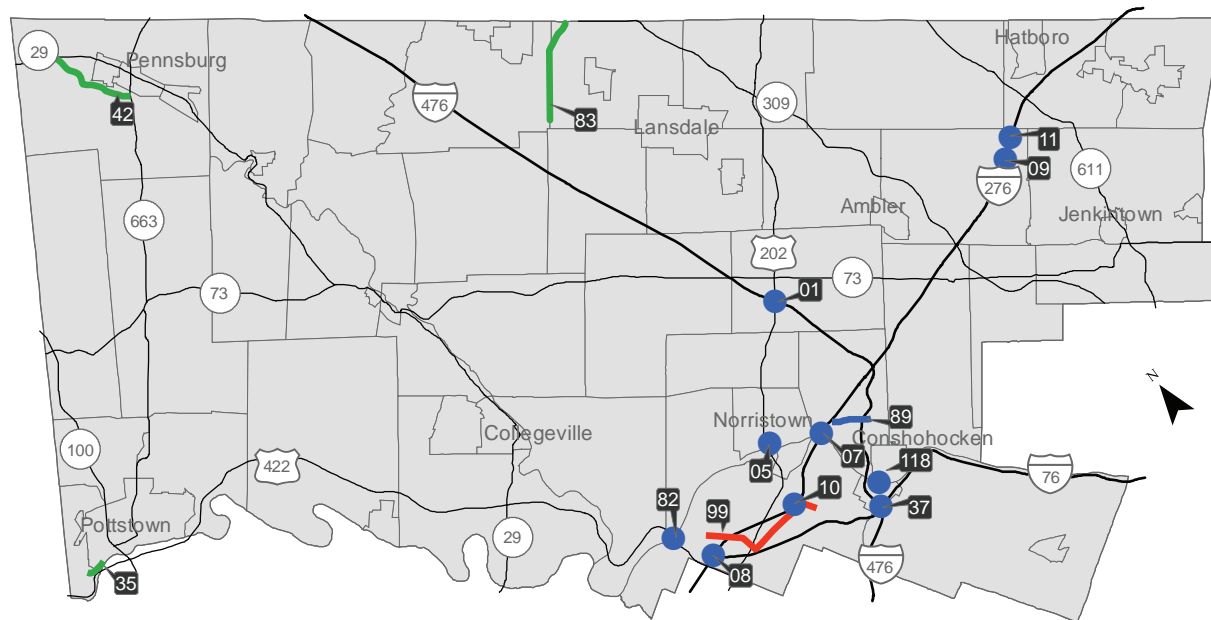 Hatboro
29
Pennsburg
476
309
42
83
Lansdale
11
09
276
611
663
Ambler
Jenkintown
202
73
73
01
Norristown
89
Collegeville
Conshohocken
100
422
05
07
118
76
82
99
10
37
Pottstown
29
08
476
35
N